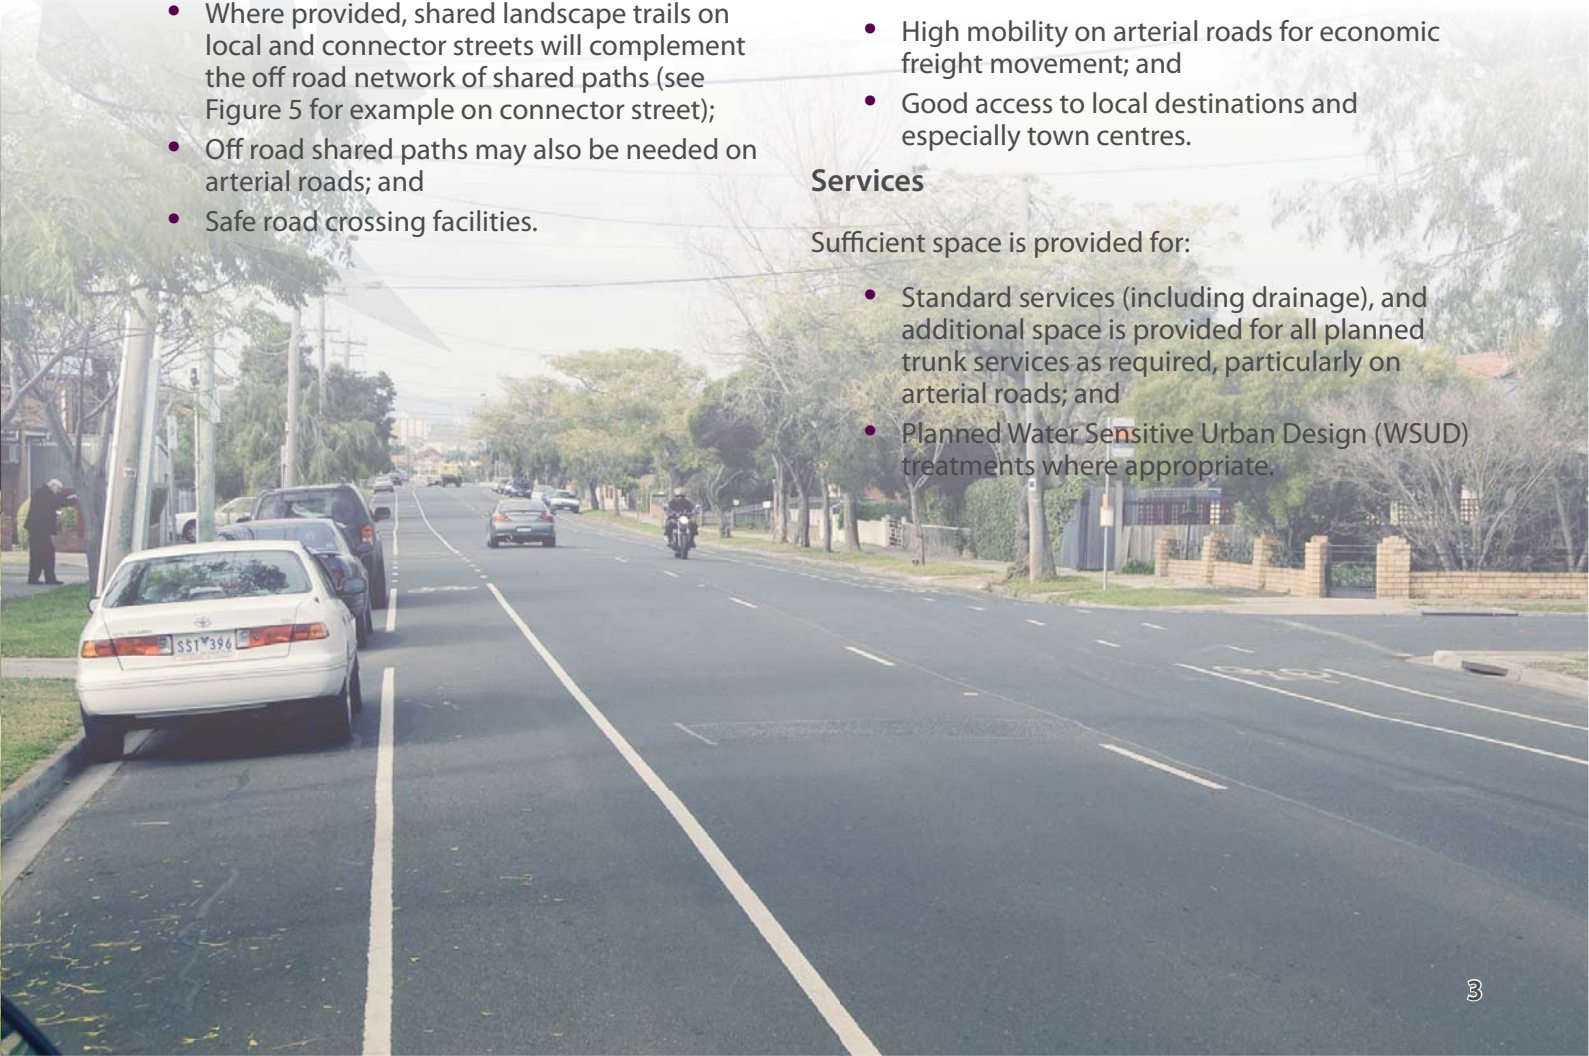 • Where provided, shared landscape trails on
local and connector streets will complement
the off road network of shared paths (see
Figure 5 for example on connector street);
• Off road shared paths may also be needed on
arterial roads; and
• Safe road crossing facilities.
• High mobility on arterial roads for economic
freight movement; and
• Good access to local destinations and
especially town centres.
Services
Sufficient space is provided for:
• Standard services (including drainage), and
additional space is provided for all planned
trunk services as required, particularly on
arterial roads; and
• Planned Water Sensitive Urban Design (WSUD)
treatments where appropriate.
SST 396
3